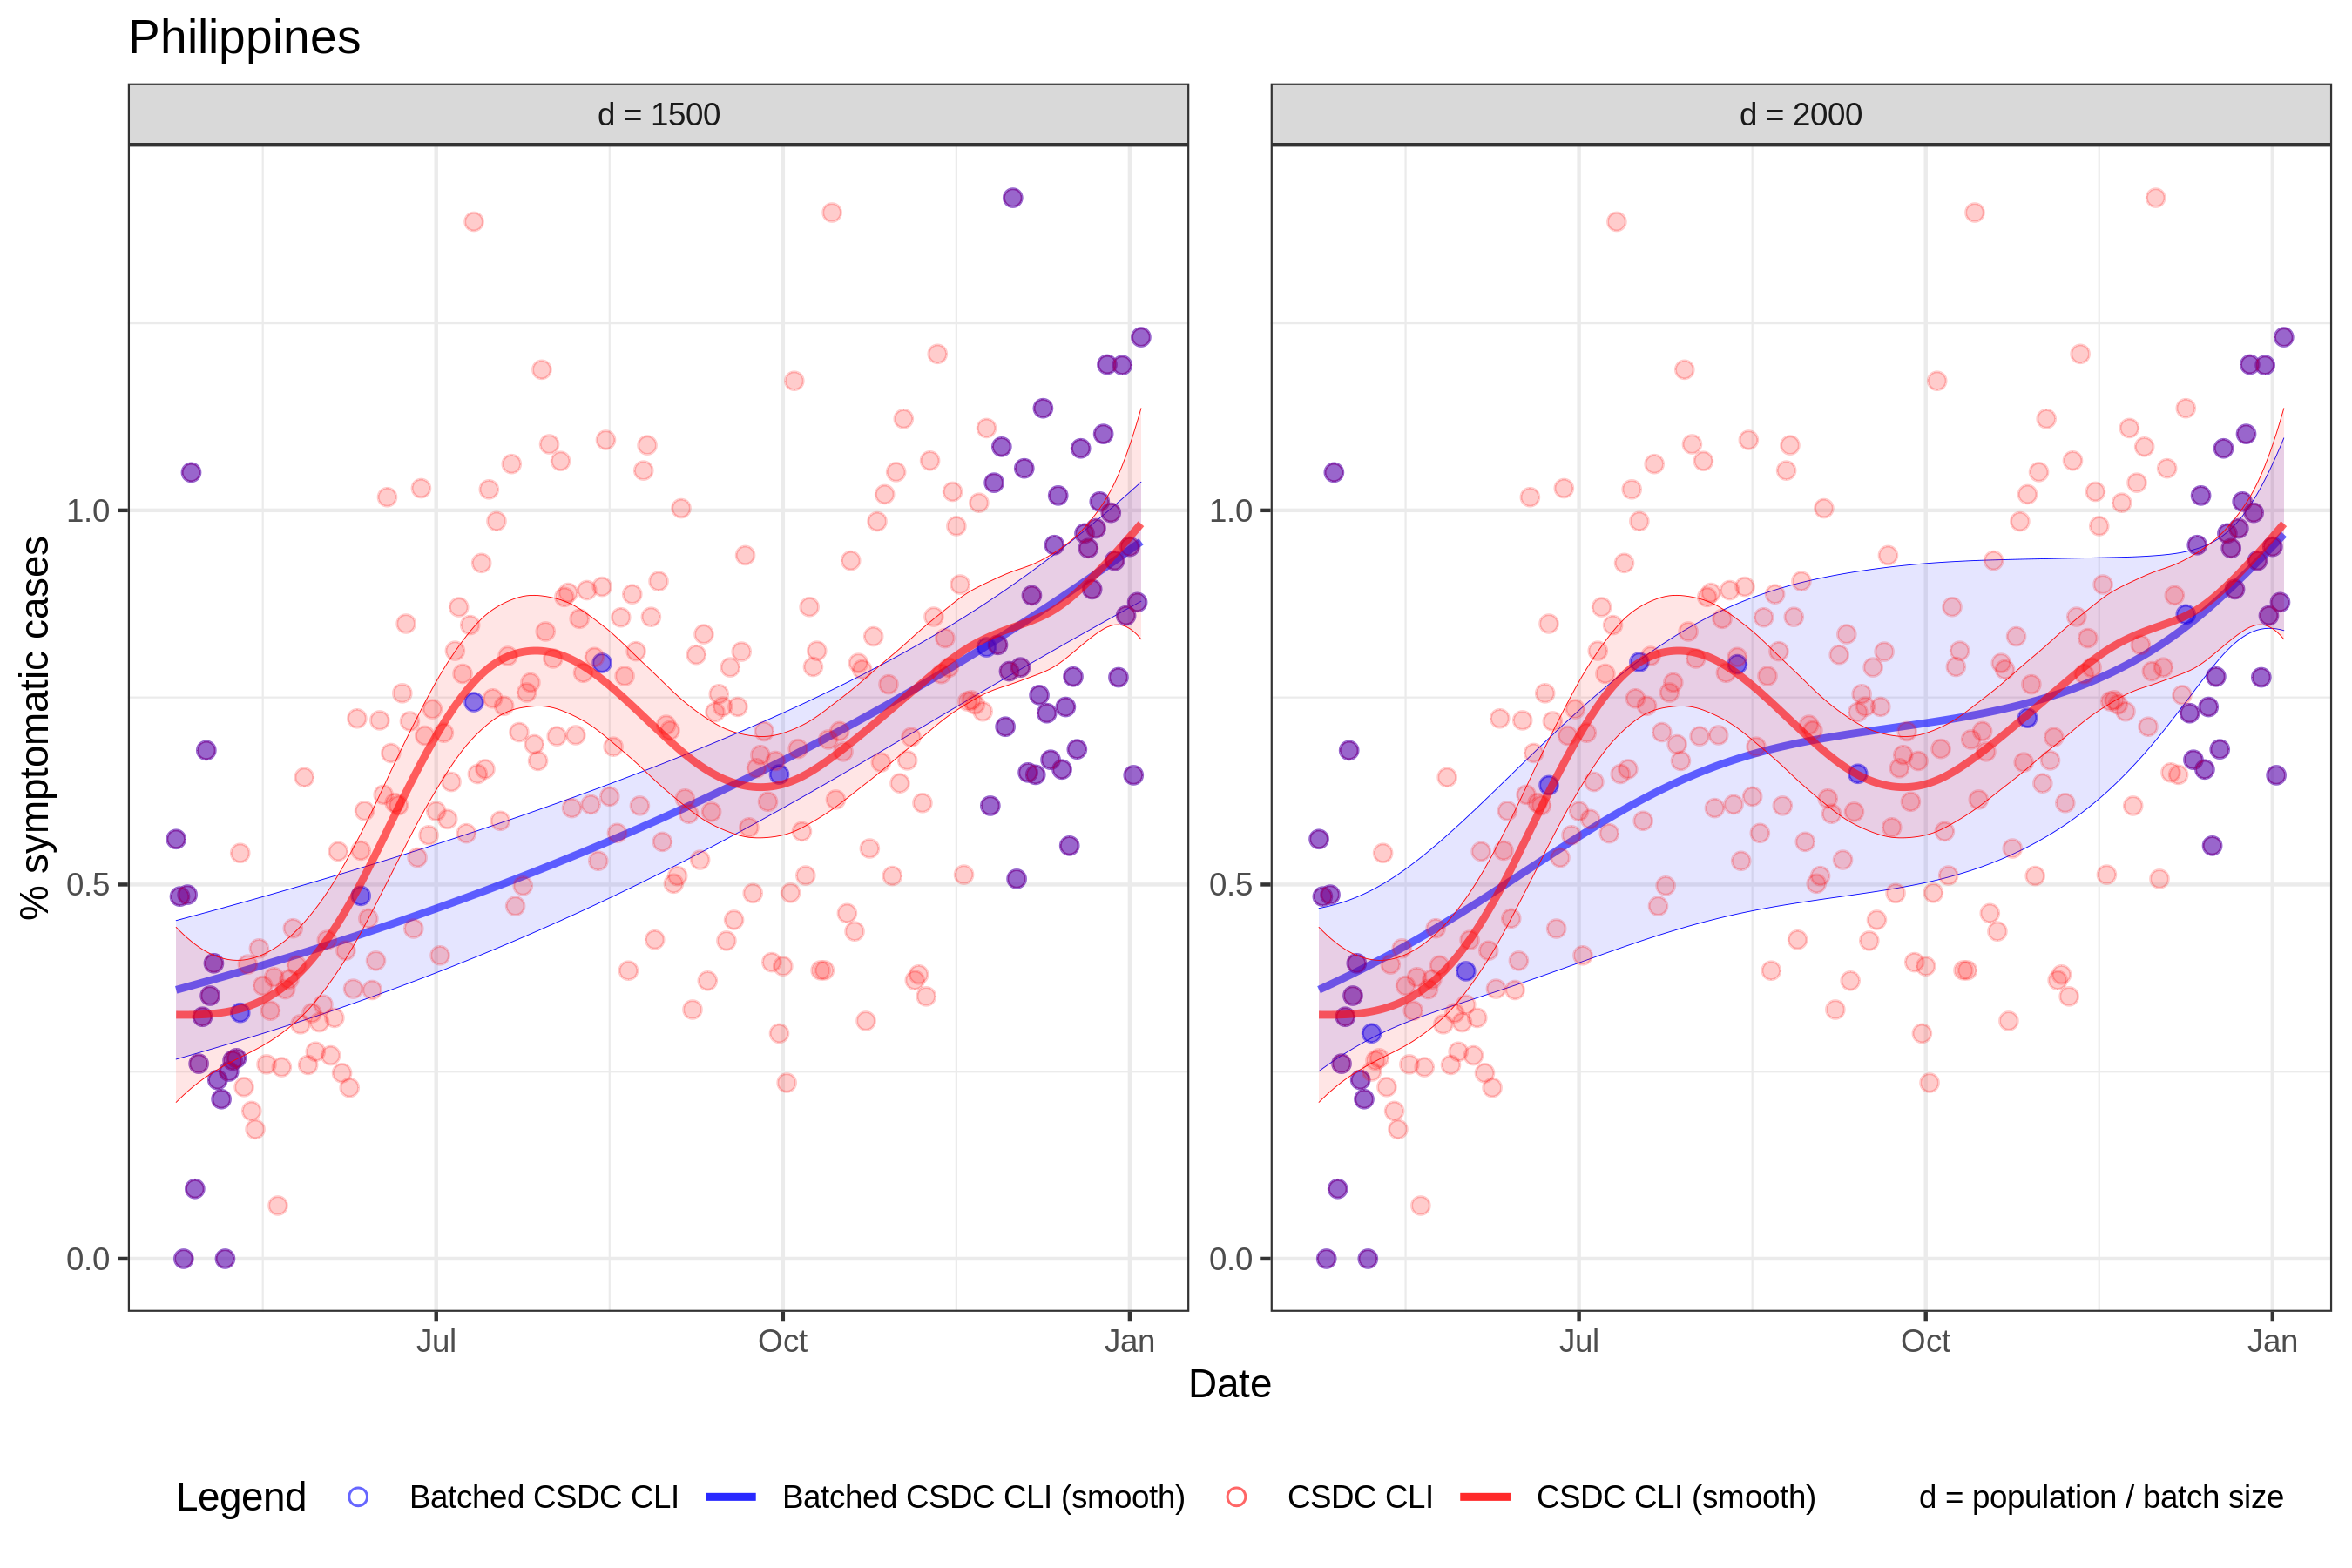 Philippines
d = 1500
d = 2000
% symptomatic cases
1.0
0.5
0.0
1.0
0.5
0.0
Jul
Oct
Jan
Jul
Oct
Jan
Date
Legend
Batched CSDC CLI
Batched CSDC CLI (smooth)
CSDC CLI
CSDC CLI (smooth)
d = population / batch size